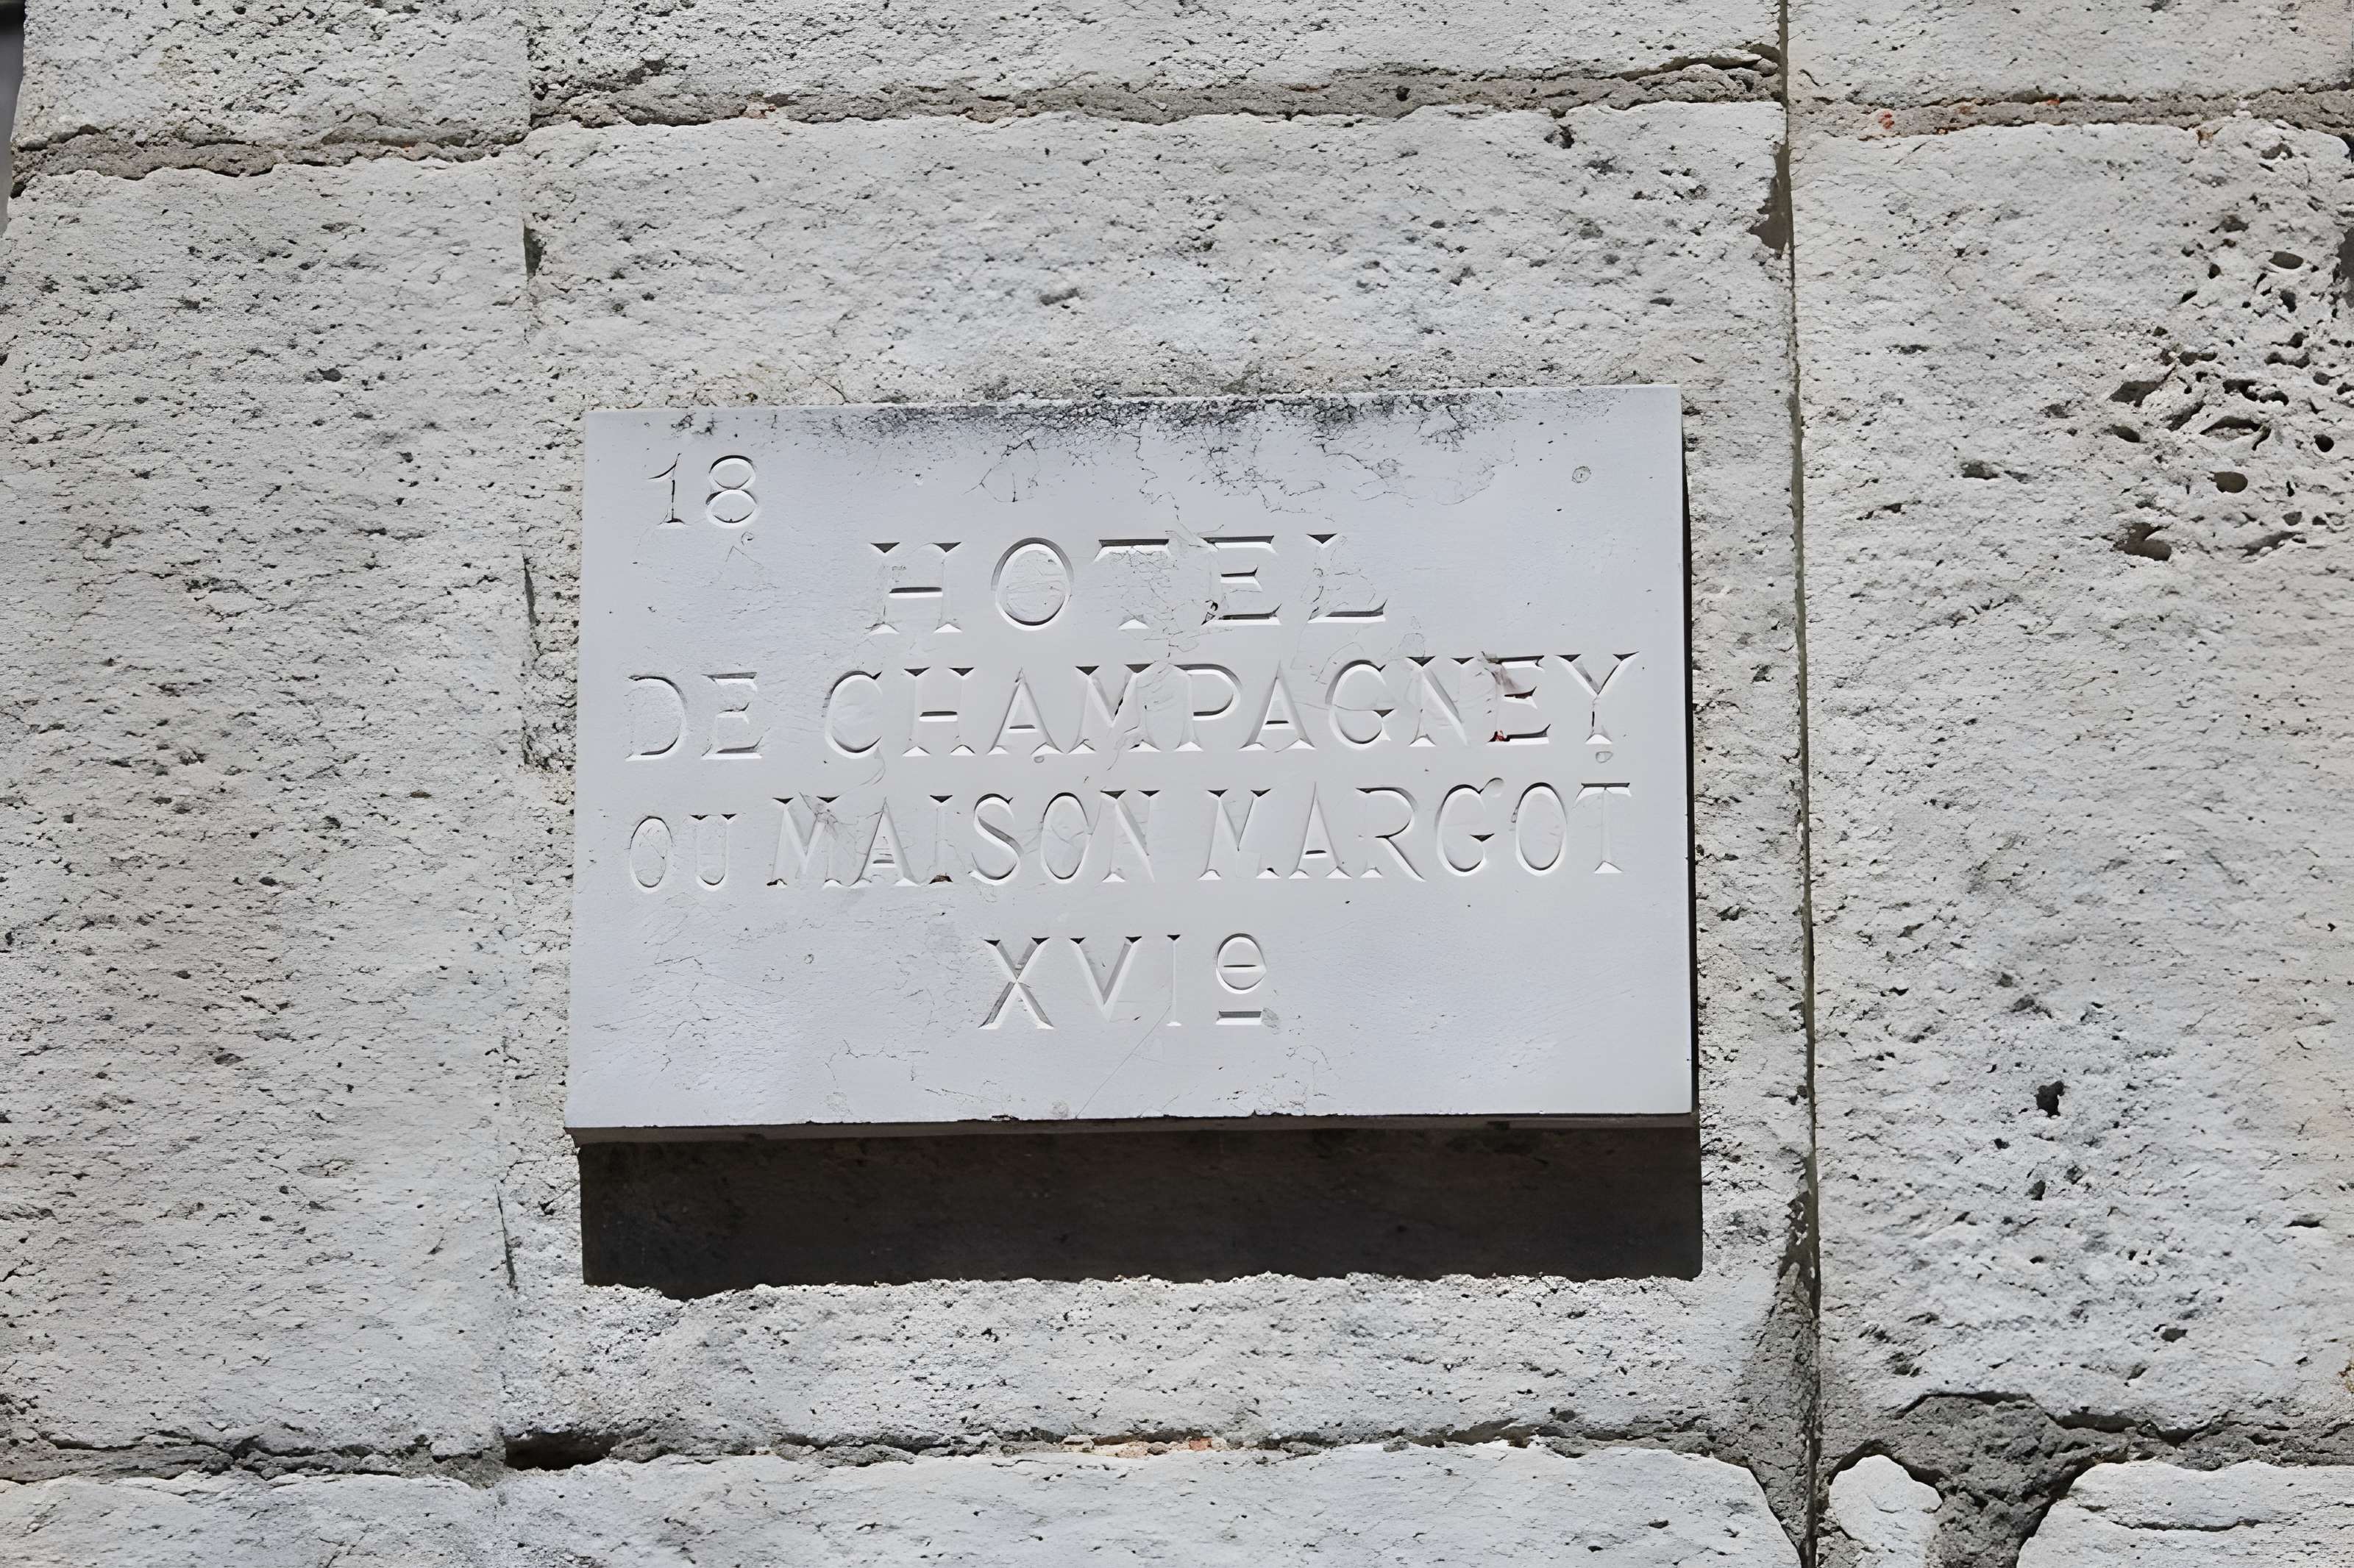 18
HOTEL
DE CHAMPAGNEY
OU MAISON MARGOT
XVIe